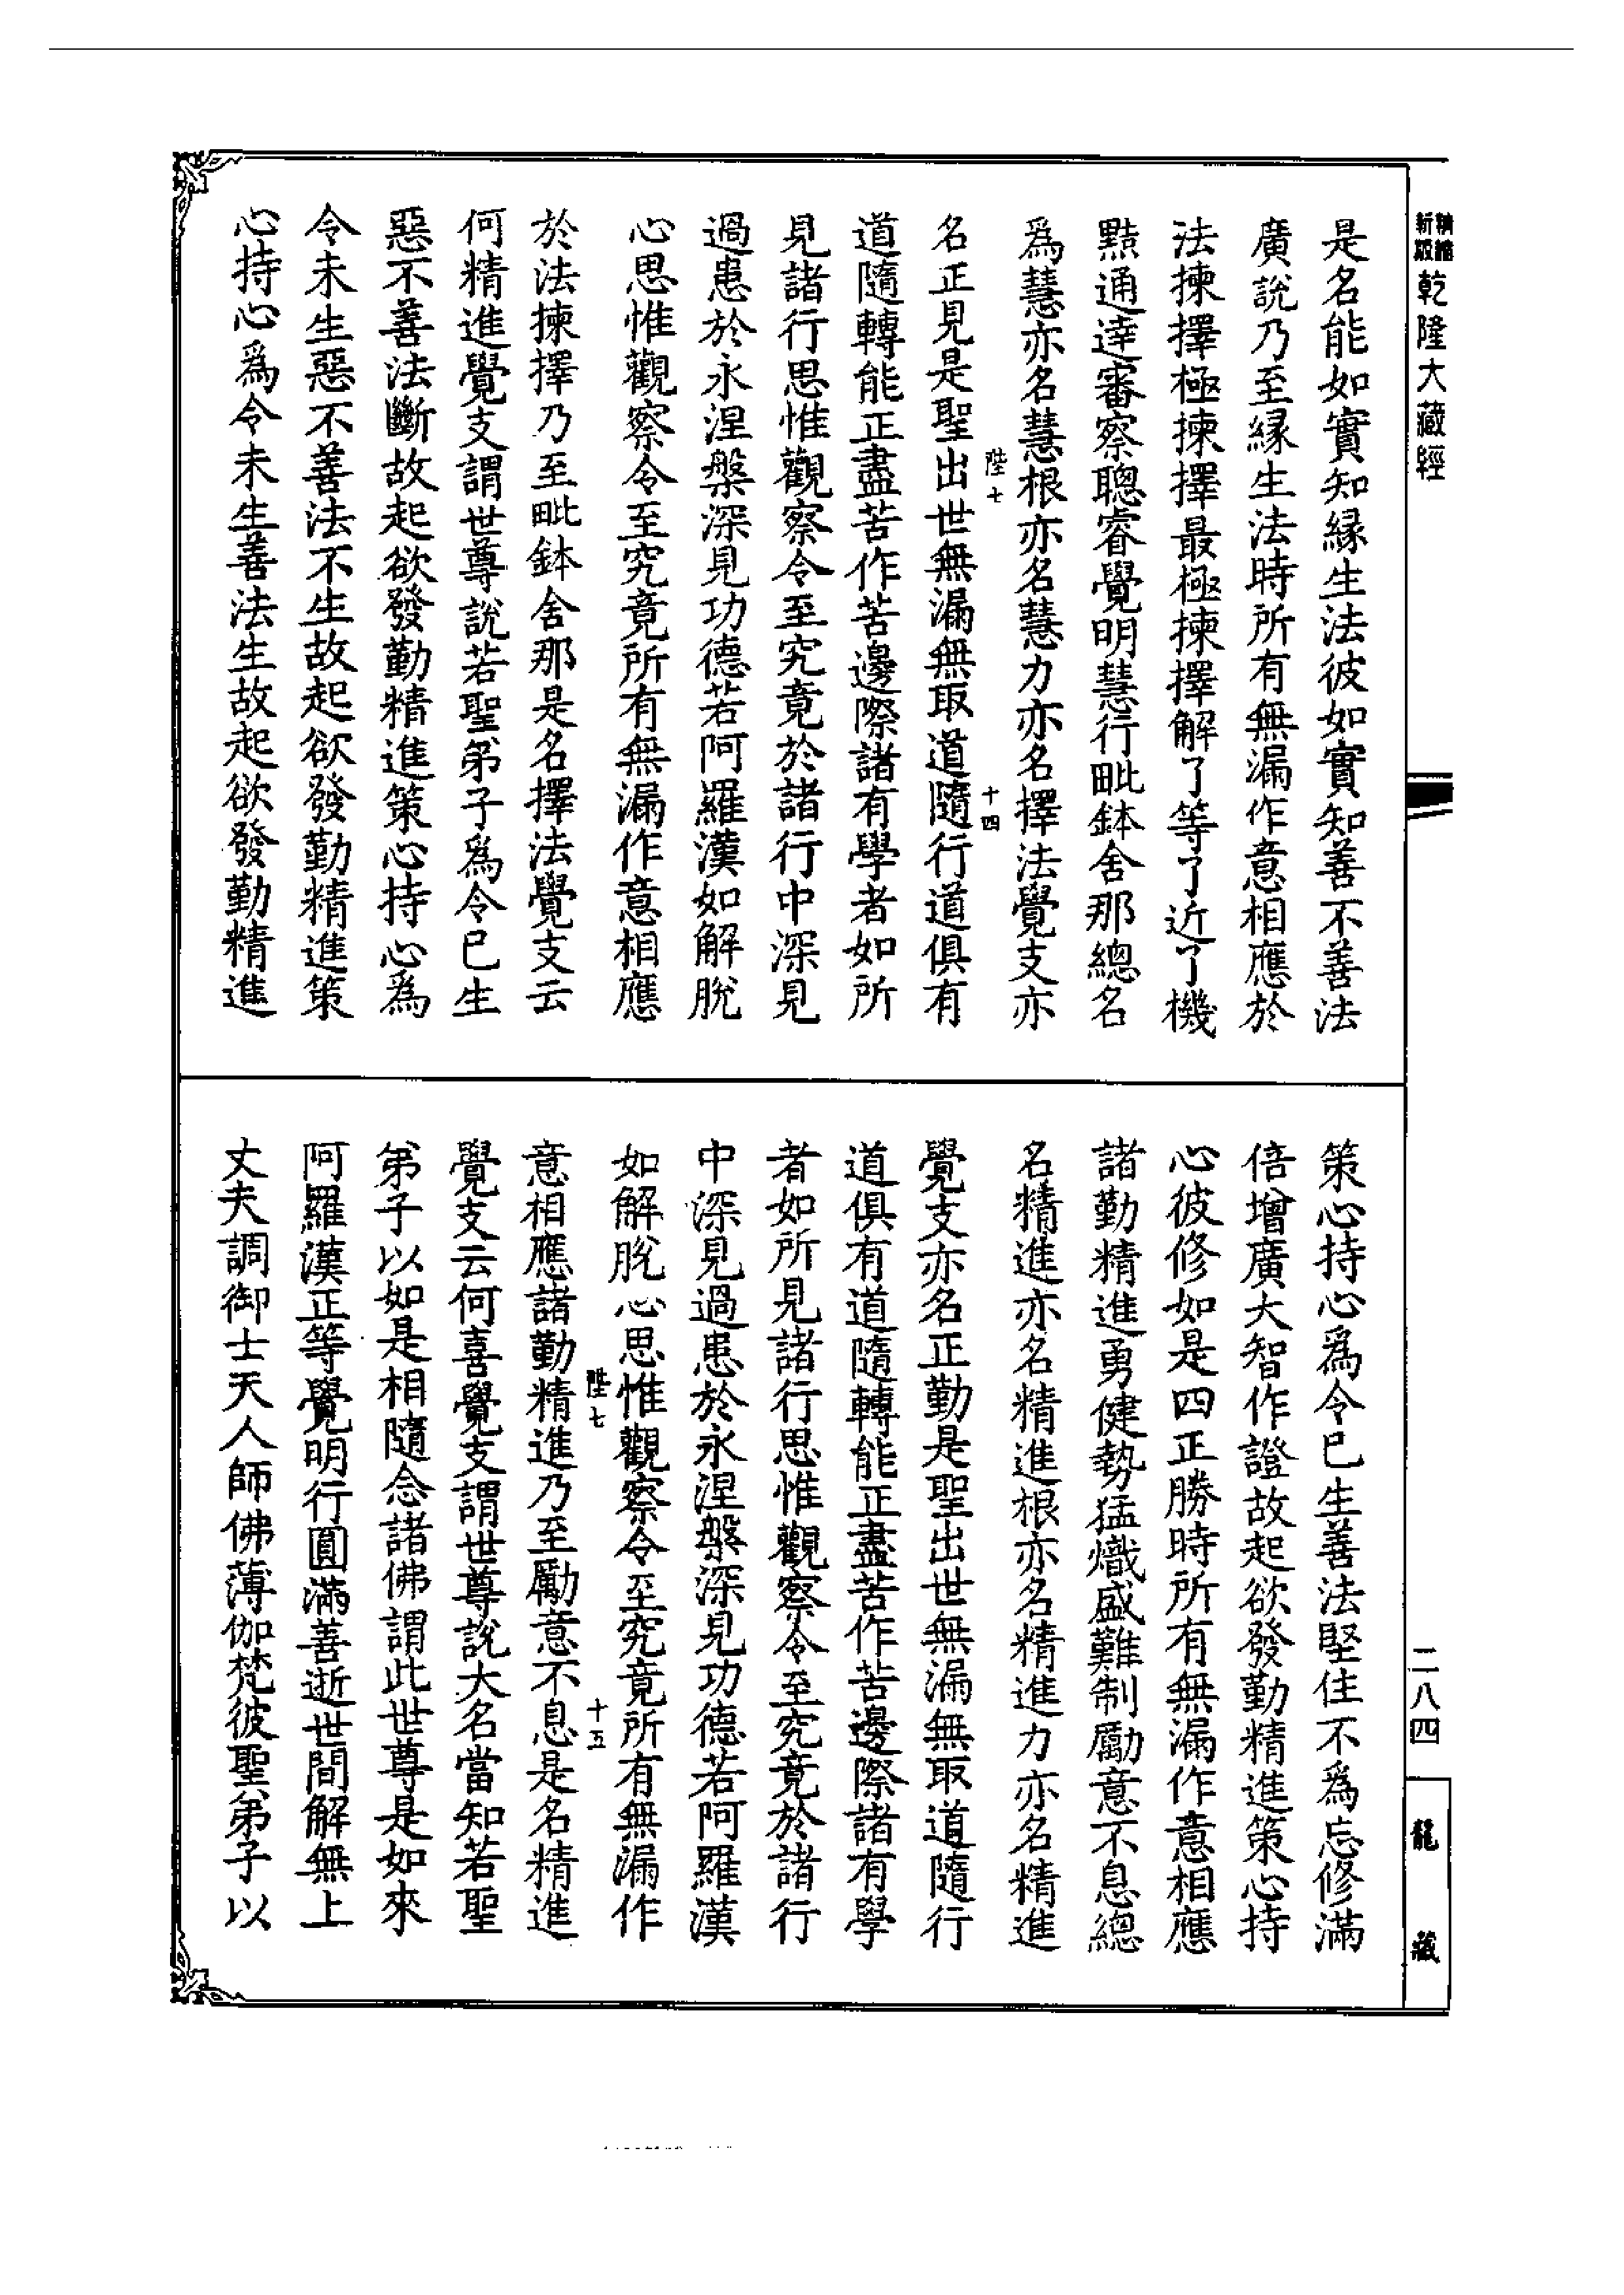 精縮新版乾隆大藏經
是名能如實知緣生法彼如實知善不善法
廣說乃至緣生法時所有無漏作意相應於
法揀擇極揀擇最極揀擇解了等了近了機
黠通達審察聰睿覺明慧行毗鉢舍那總名
爲慧亦名慧根亦名慧力亦名擇法覺支亦
陛七 十四
名正見是聖出世無漏無取道隨行道俱有
道隨轉能正盡苦作苦邊際諸有學者如所
見諸行思惟觀察令至究竟於諸行中深見
過患於永涅槃深見功德若阿羅漢如解脫
心思惟觀察令至究竟所有無漏作意相應
於法揀擇乃至毗鉢舍那是名擇法覺支云
何精進覺支謂世尊說若聖弟子爲令已生
惡不善法斷故起欲發勤精進策心持心爲
令未生惡不善法不生故起欲發勤精進策
心持心爲令未生善法生故起欲發勤精進
策心持心爲令已生善法堅住不爲忘修滿
倍增廣大智作證故起欲發勤精進策心持
心彼修如是四正勝時所有無漏作意相應
諸勤精進勇健勢猛熾盛難制勵意不息總
名精進亦名精進根亦名精進力亦名精進
覺支亦名正勤是聖出世無漏無取道隨行
道俱有道隨轉能正盡苦作苦邊際諸有學
者如所見諸行思惟觀察令至究竟於諸行
中深見過患於永涅槃深見功德若阿羅漢
如解脫心思惟觀察令至究竟所有無漏作
陛七 十五
意相應諸勤精進乃至勵意不息是名精進
覺支云何喜覺支謂世尊說大名當知若聖
弟子以如是相隨念諸佛謂此世尊是如來
阿羅漢正等覺明行圓滿善逝世間解無上
丈夫調御士天人師佛薄伽梵彼聖弟子以
二八四
龍藏